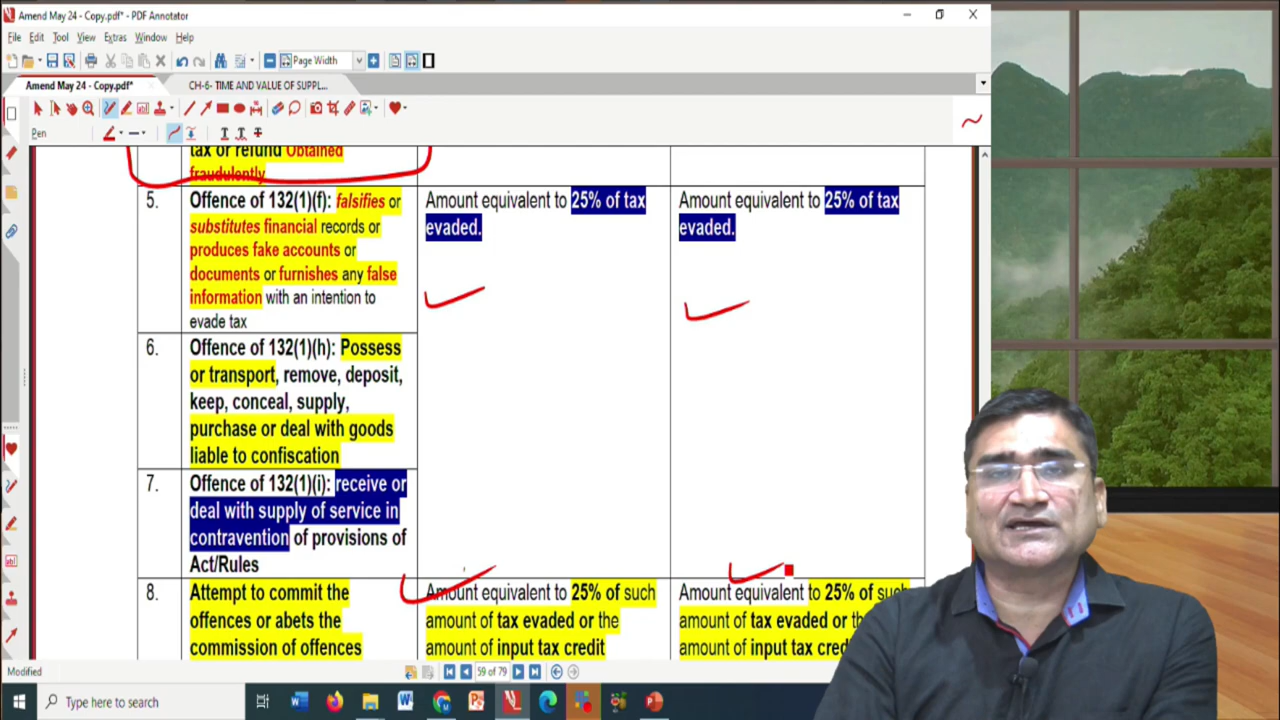 Amend May 24 - Copy.pdf* - PDF Annotator
File Edit Tool View Extras Window Help
Page Width
Amend May 24 - Copy.pdf*
CH-6- TIME AND VALUE OF SUPPL...
Pen
tax or refund Obtained
fraudulently
5. Offence of 132(1)(f): falsifies or
substitutes financial records or
produces fake accounts or
documents or furnishes any false
information with an intention to
evade tax
Amount equivalent to 25% of tax
evaded.
Amount equivalent to 25% of tax
evaded.
6. Offence of 132(1)(h): Possess
or transport, remove, deposit,
keep, conceal, supply,
purchase or deal with goods
liable to confiscation
7. Offence of 132(1)(i): receive or
deal with supply of service in
contravention of provisions of
Act/Rules
8. Attempt to commit the
offences or abets the
commission of offences
Amount equivalent to 25% of such
amount of tax evaded or the
amount of input tax credit
Amount equivalent to 25% of such
amount of tax evaded or
amount of input tax
Modified
59 of 79
Type here to search